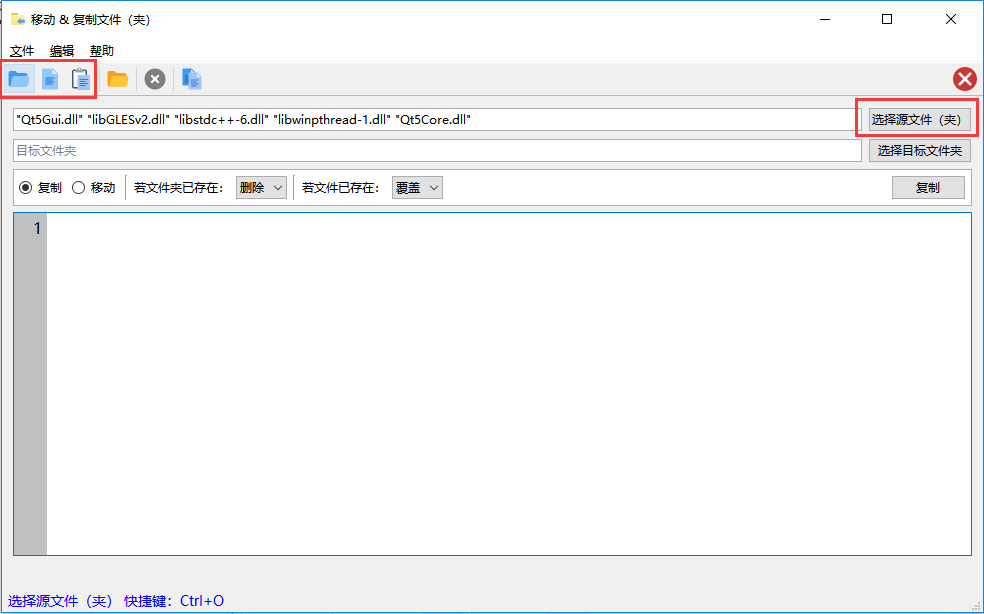 移动 & 复制文件（夹）
文件 编辑 帮助
"Qt5Gui.dll" "libGLESv2.dll" "libstdc++-6.dll" "libwinpthread-1.dll" "Qt5Core.dll" 选择源文件（夹）
目标文件夹 选择目标文件夹
复制 移动 若文件夹已存在： 删除 若文件已存在： 覆盖 复制
1
选择源文件（夹） 快捷键：Ctrl+O